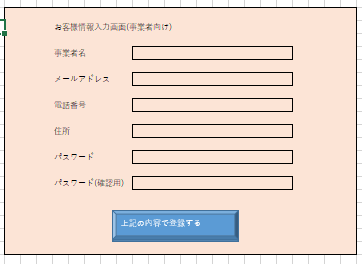 お客様情報入力画面(事業者向け)
事業者名
メールアドレス
電話番号
住所
パスワード
パスワード(確認用)
上記の内容で登録する